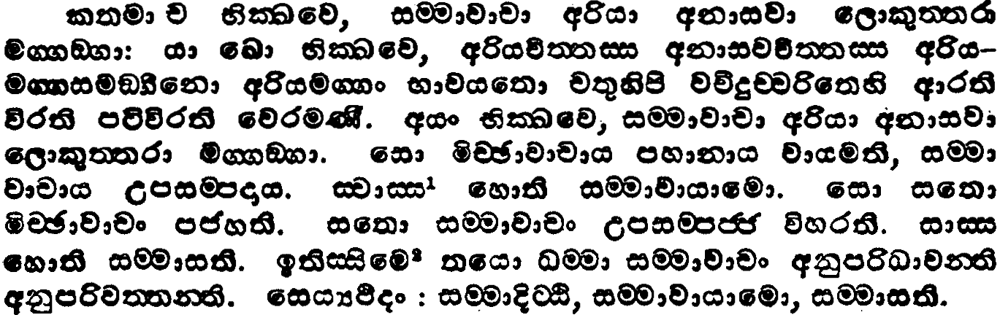 කතමා ච භික්ඛවෙ, සම්මාවාචා අරියා අනාසවා ලොකුත්තරා
මග්ගඞ්ගා: යා ඛො භික්ඛවෙ, අරියචිත්තස්ස අනාසවචිත්තස්ස අරිය-
මග්ගසමඞ්ගිනො අරියමග්ගං භාවයතො චතුහිපි වචීදුච්චරිතෙහි ආරති
විරති පටිවිරති වෙරමණී. අයං භික්ඛවෙ, සම්මාවාචා අරියා අනාසවා
ලොකුත්තරා මග්ගඞ්ගා. සො මිච්ඡාවාචාය පහානාය වායමති, සම්මා
වාචාය උපසම්පදාය. ස්වාස්ස¹ හොති සම්මාවායාමො. සො සතො
මිච්ඡාවාචං පජහති. සතො සම්මාවාචං උපසම්පජ්ජ විහරති. සාස්ස
හොති සම්මාසති. ඉතිස්සිමෙ² තයො ධම්මා සම්මාවාචං අනුපරිධාවන්ති
අනුපරිවත්තන්ති. සෙය්‍යථිදං : සම්මාදිට්ඨි, සම්මාවායාමො, සම්මාසති.